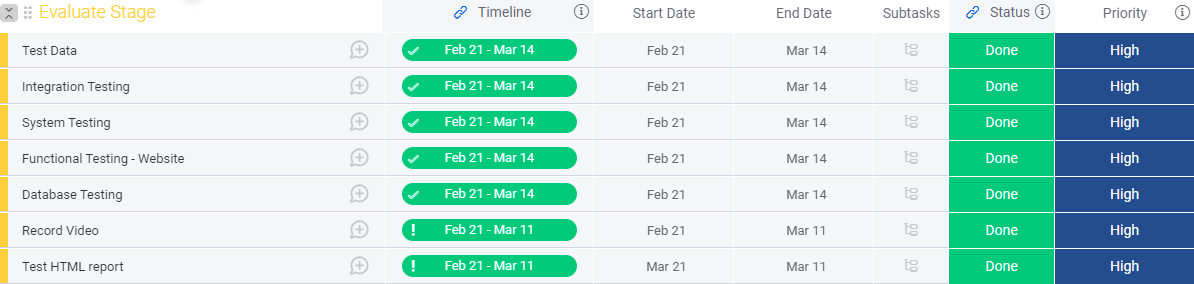 Evaluate Stage Timeline Start Date End Date Subtasks Status Priority
Test Data Feb 21 - Mar 14 Feb 21 Mar 14 Done High
Integration Testing Feb 21 - Mar 14 Feb 21 Mar 14 Done High
System Testing Feb 21 - Mar 14 Feb 21 Mar 14 Done High
Functional Testing - Website Feb 21 - Mar 14 Feb 21 Mar 14 Done High
Database Testing Feb 21 - Mar 14 Feb 21 Mar 14 Done High
Record Video ! Feb 21 - Mar 11 Feb 21 Mar 11 Done High
Test HTML report ! Feb 21 - Mar 11 Mar 21 Mar 11 Done High